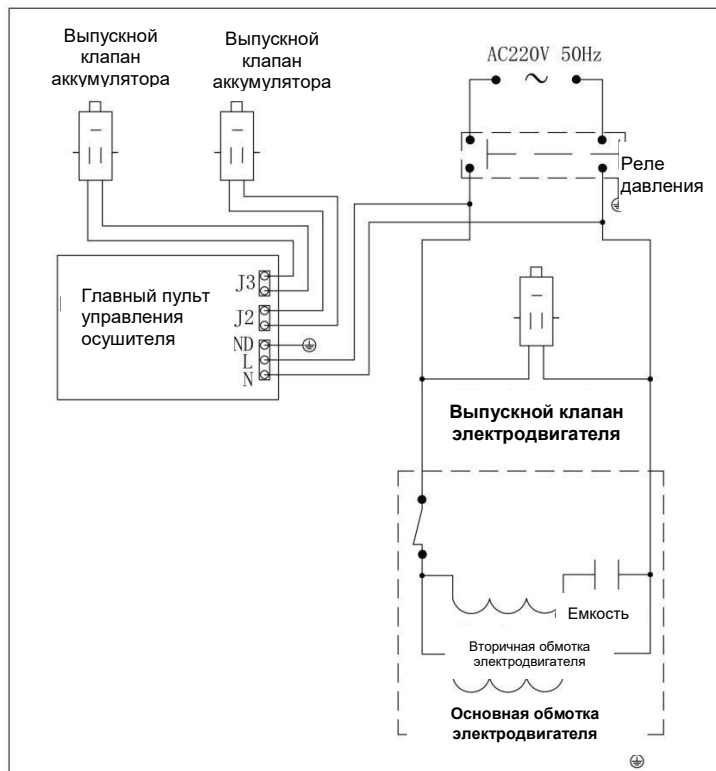 Выпускной
клапан
аккумулятора
Выпускной
клапан
аккумулятора
AC220V 50Hz
Реле
давления
Главный пульт
управления
осушителя
J3
J2
ND
L
N
Выпускной клапан
электродвигателя
Емкость
Вторичная обмотка
электродвигателя
Основная обмотка
электродвигателя